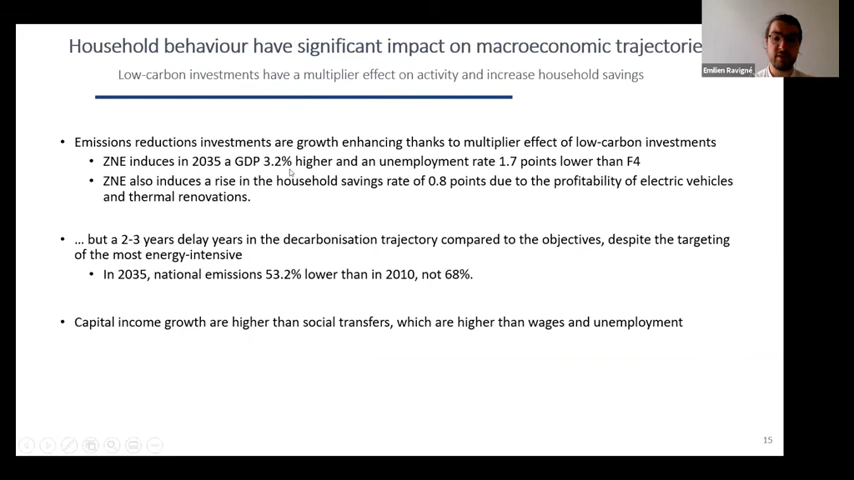 Household behaviour have significant impact on macroeconomic trajectorie
Low-carbon investments have a multiplier effect on activity and increase household savings
Emilien Ravigné
• Emissions reductions investments are growth enhancing thanks to multiplier effect of low-carbon investments
• ZNE induces in 2035 a GDP 3.2% higher and an unemployment rate 1.7 points lower than F4
• ZNE also induces a rise in the household savings rate of 0.8 points due to the profitability of electric vehicles
and thermal renovations.
• … but a 2-3 years delay years in the decarbonisation trajectory compared to the objectives, despite the targeting
of the most energy-intensive
• In 2035, national emissions 53.2% lower than in 2010, not 68%.
• Capital income growth are higher than social transfers, which are higher than wages and unemployment
15